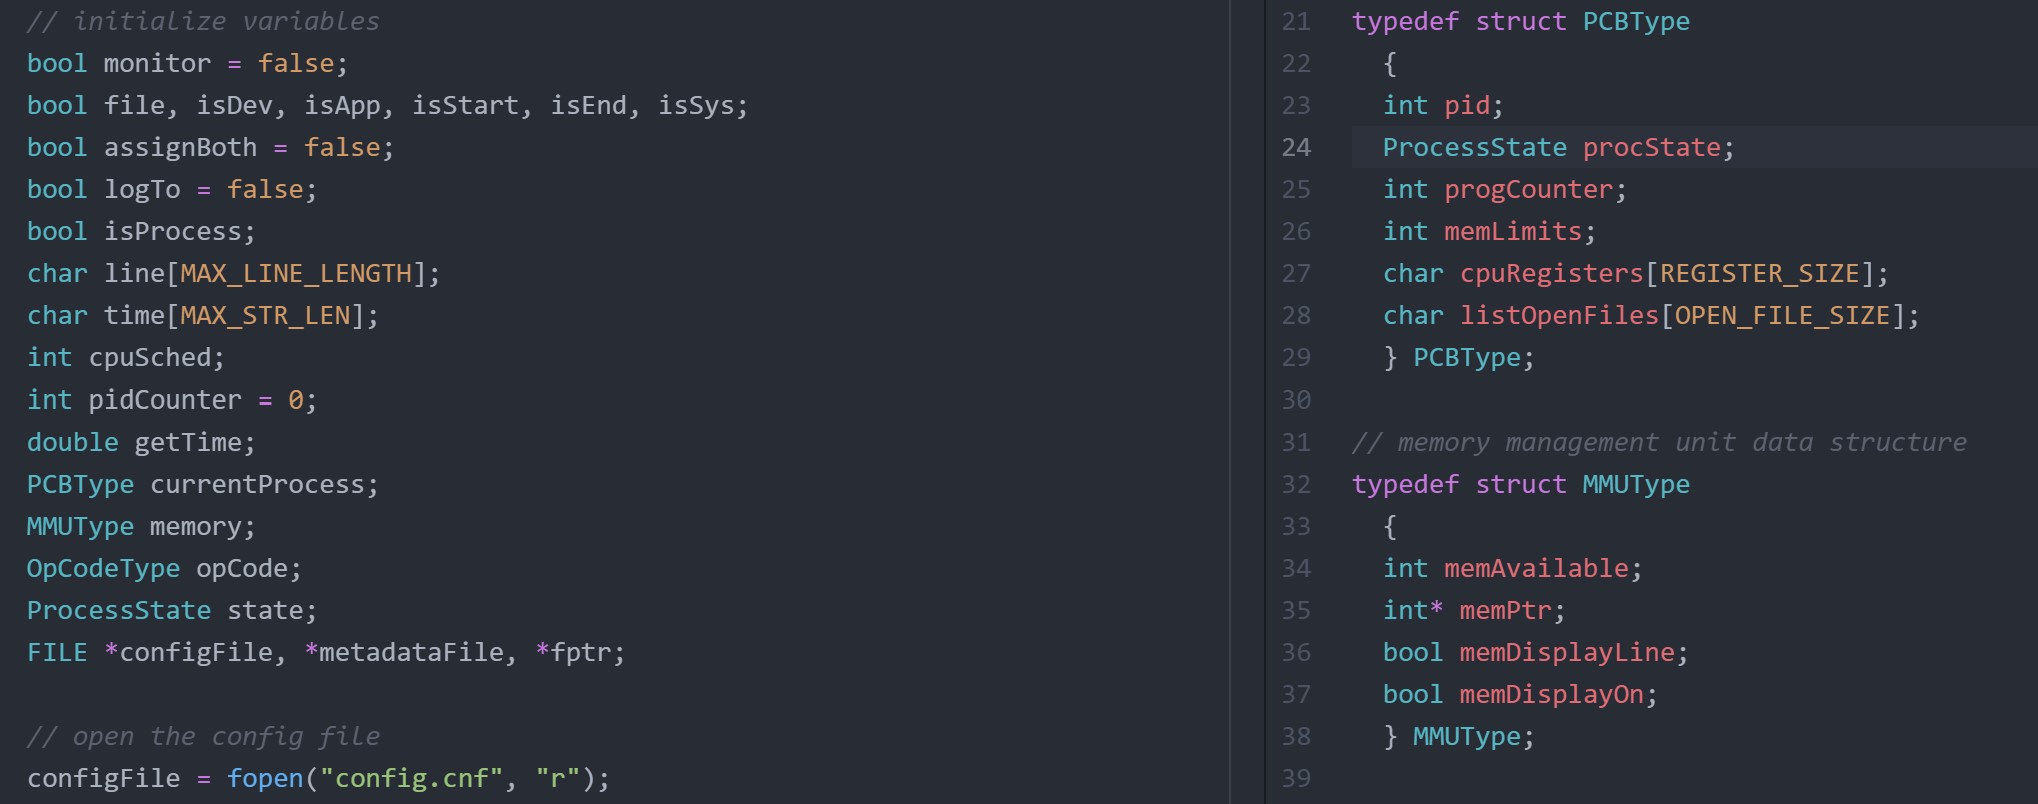 // initialize variables
bool monitor = false;
bool file, isDev, isApp, isStart, isEnd, isSys;
bool assignBoth = false;
bool logTo = false;
bool isProcess;
char line[MAX_LINE_LENGTH];
char time[MAX_STR_LEN];
int cpuSched;
int pidCounter = 0;
double getTime;
PCBType currentProcess;
MMUType memory;
OpCodeType opCode;
ProcessState state;
FILE *configFile, *metadataFile, *fptr;

// open the config file
configFile = fopen("config.cnf", "r");
21 typedef struct PCBType
22   {
23   int pid;
24   ProcessState procState;
25   int progCounter;
26   int memLimits;
27   char cpuRegisters[REGISTER_SIZE];
28   char listOpenFiles[OPEN_FILE_SIZE];
29   } PCBType;
30
31 // memory management unit data structure
32 typedef struct MMUType
33   {
34   int memAvailable;
35   int* memPtr;
36   bool memDisplayLine;
37   bool memDisplayOn;
38   } MMUType;
39